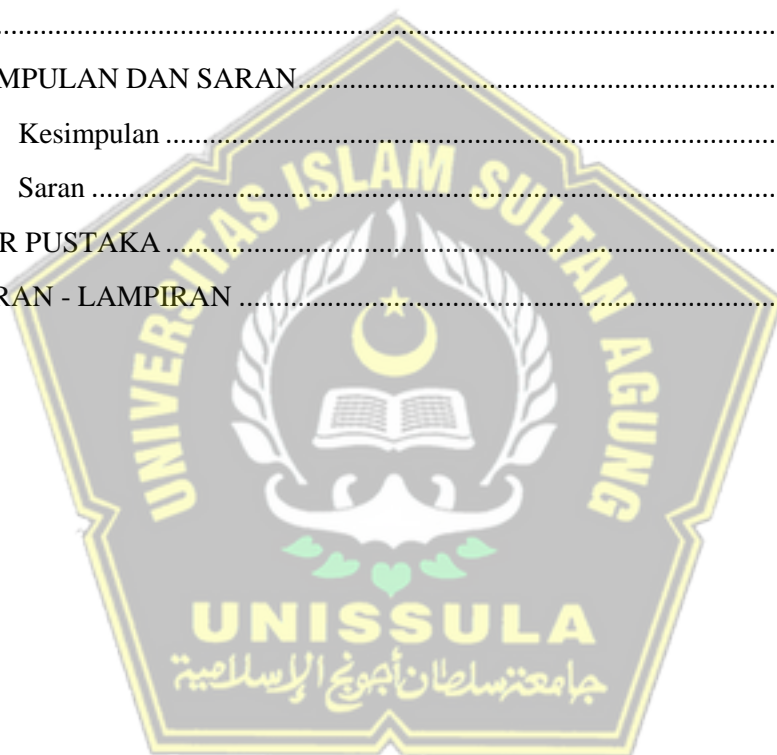 ................................................................................
MPULAN DAN SARAN................................................................
Kesimpulan ................................................................................
Saran ................................................................................
R PUSTAKA ................................................................................
RAN - LAMPIRAN ................................................................................
UNIVERSITAS ISLAM SULTAN AGUNG
UNISSULA
جامعة سلطان أجونج الإسلامية